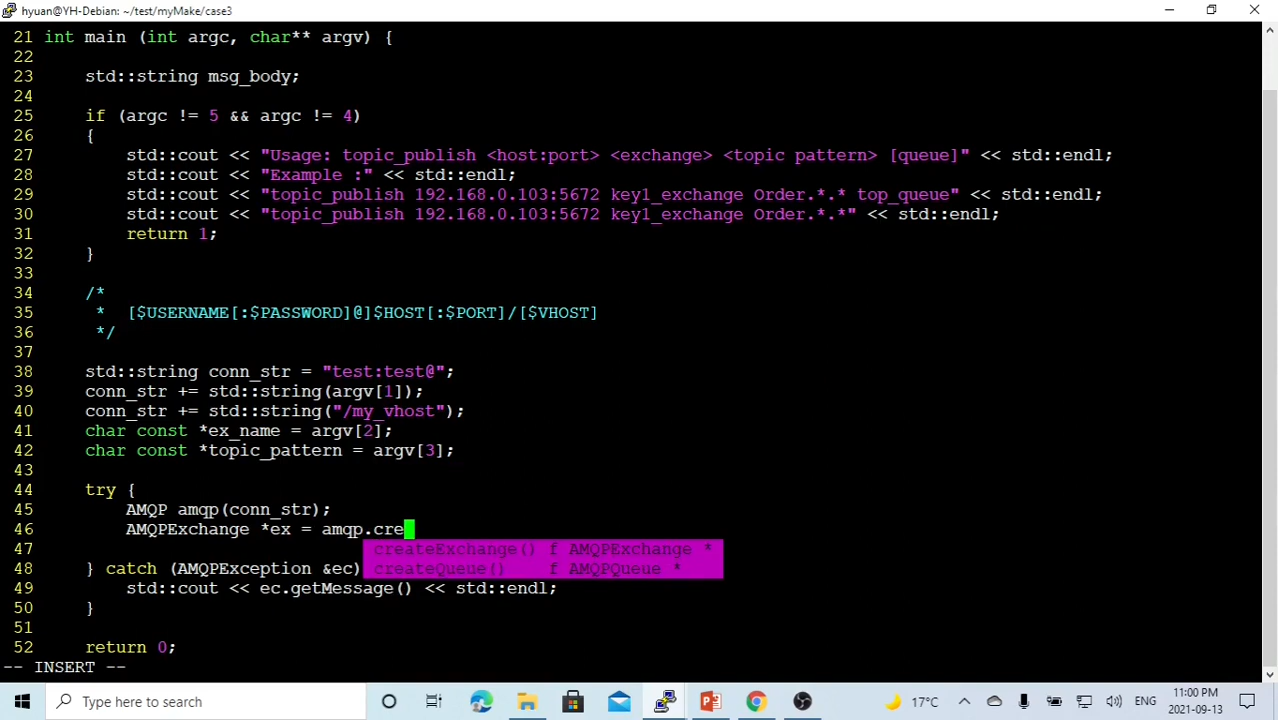 hyuan@YH-Debian: ~/test/myMake/case3
21 int main (int argc, char** argv) {
22
23     std::string msg_body;
24
25     if (argc != 5 && argc != 4)
26     {
27         std::cout << "Usage: topic_publish <host:port> <exchange> <topic pattern> [queue]" << std::endl;
28         std::cout << "Example :" << std::endl;
29         std::cout << "topic_publish 192.168.0.103:5672 key1_exchange Order.*.* top_queue" << std::endl;
30         std::cout << "topic_publish 192.168.0.103:5672 key1_exchange Order.*.*" << std::endl;
31         return 1;
32     }
33
34     /*
35      *  [$USERNAME[:$PASSWORD]@]$HOST[:$PORT]/[$VHOST]
36      */
37
38     std::string conn_str = "test:test@";
39     conn_str += std::string(argv[1]);
40     conn_str += std::string("/my_vhost");
41     char const *ex_name = argv[2];
42     char const *topic_pattern = argv[3];
43
44     try {
45         AMQP amqp(conn_str);
46         AMQPExchange *ex = amqp.cre
47 createExchange() f AMQPExchange *
48     } catch (AMQPException &ec) createQueue()    f AMQPQueue *
49         std::cout << ec.getMessage() << std::endl;
50     }
51
52     return 0;
-- INSERT --
Type here to search
17°C
ENG
11:00 PM
2021-09-13